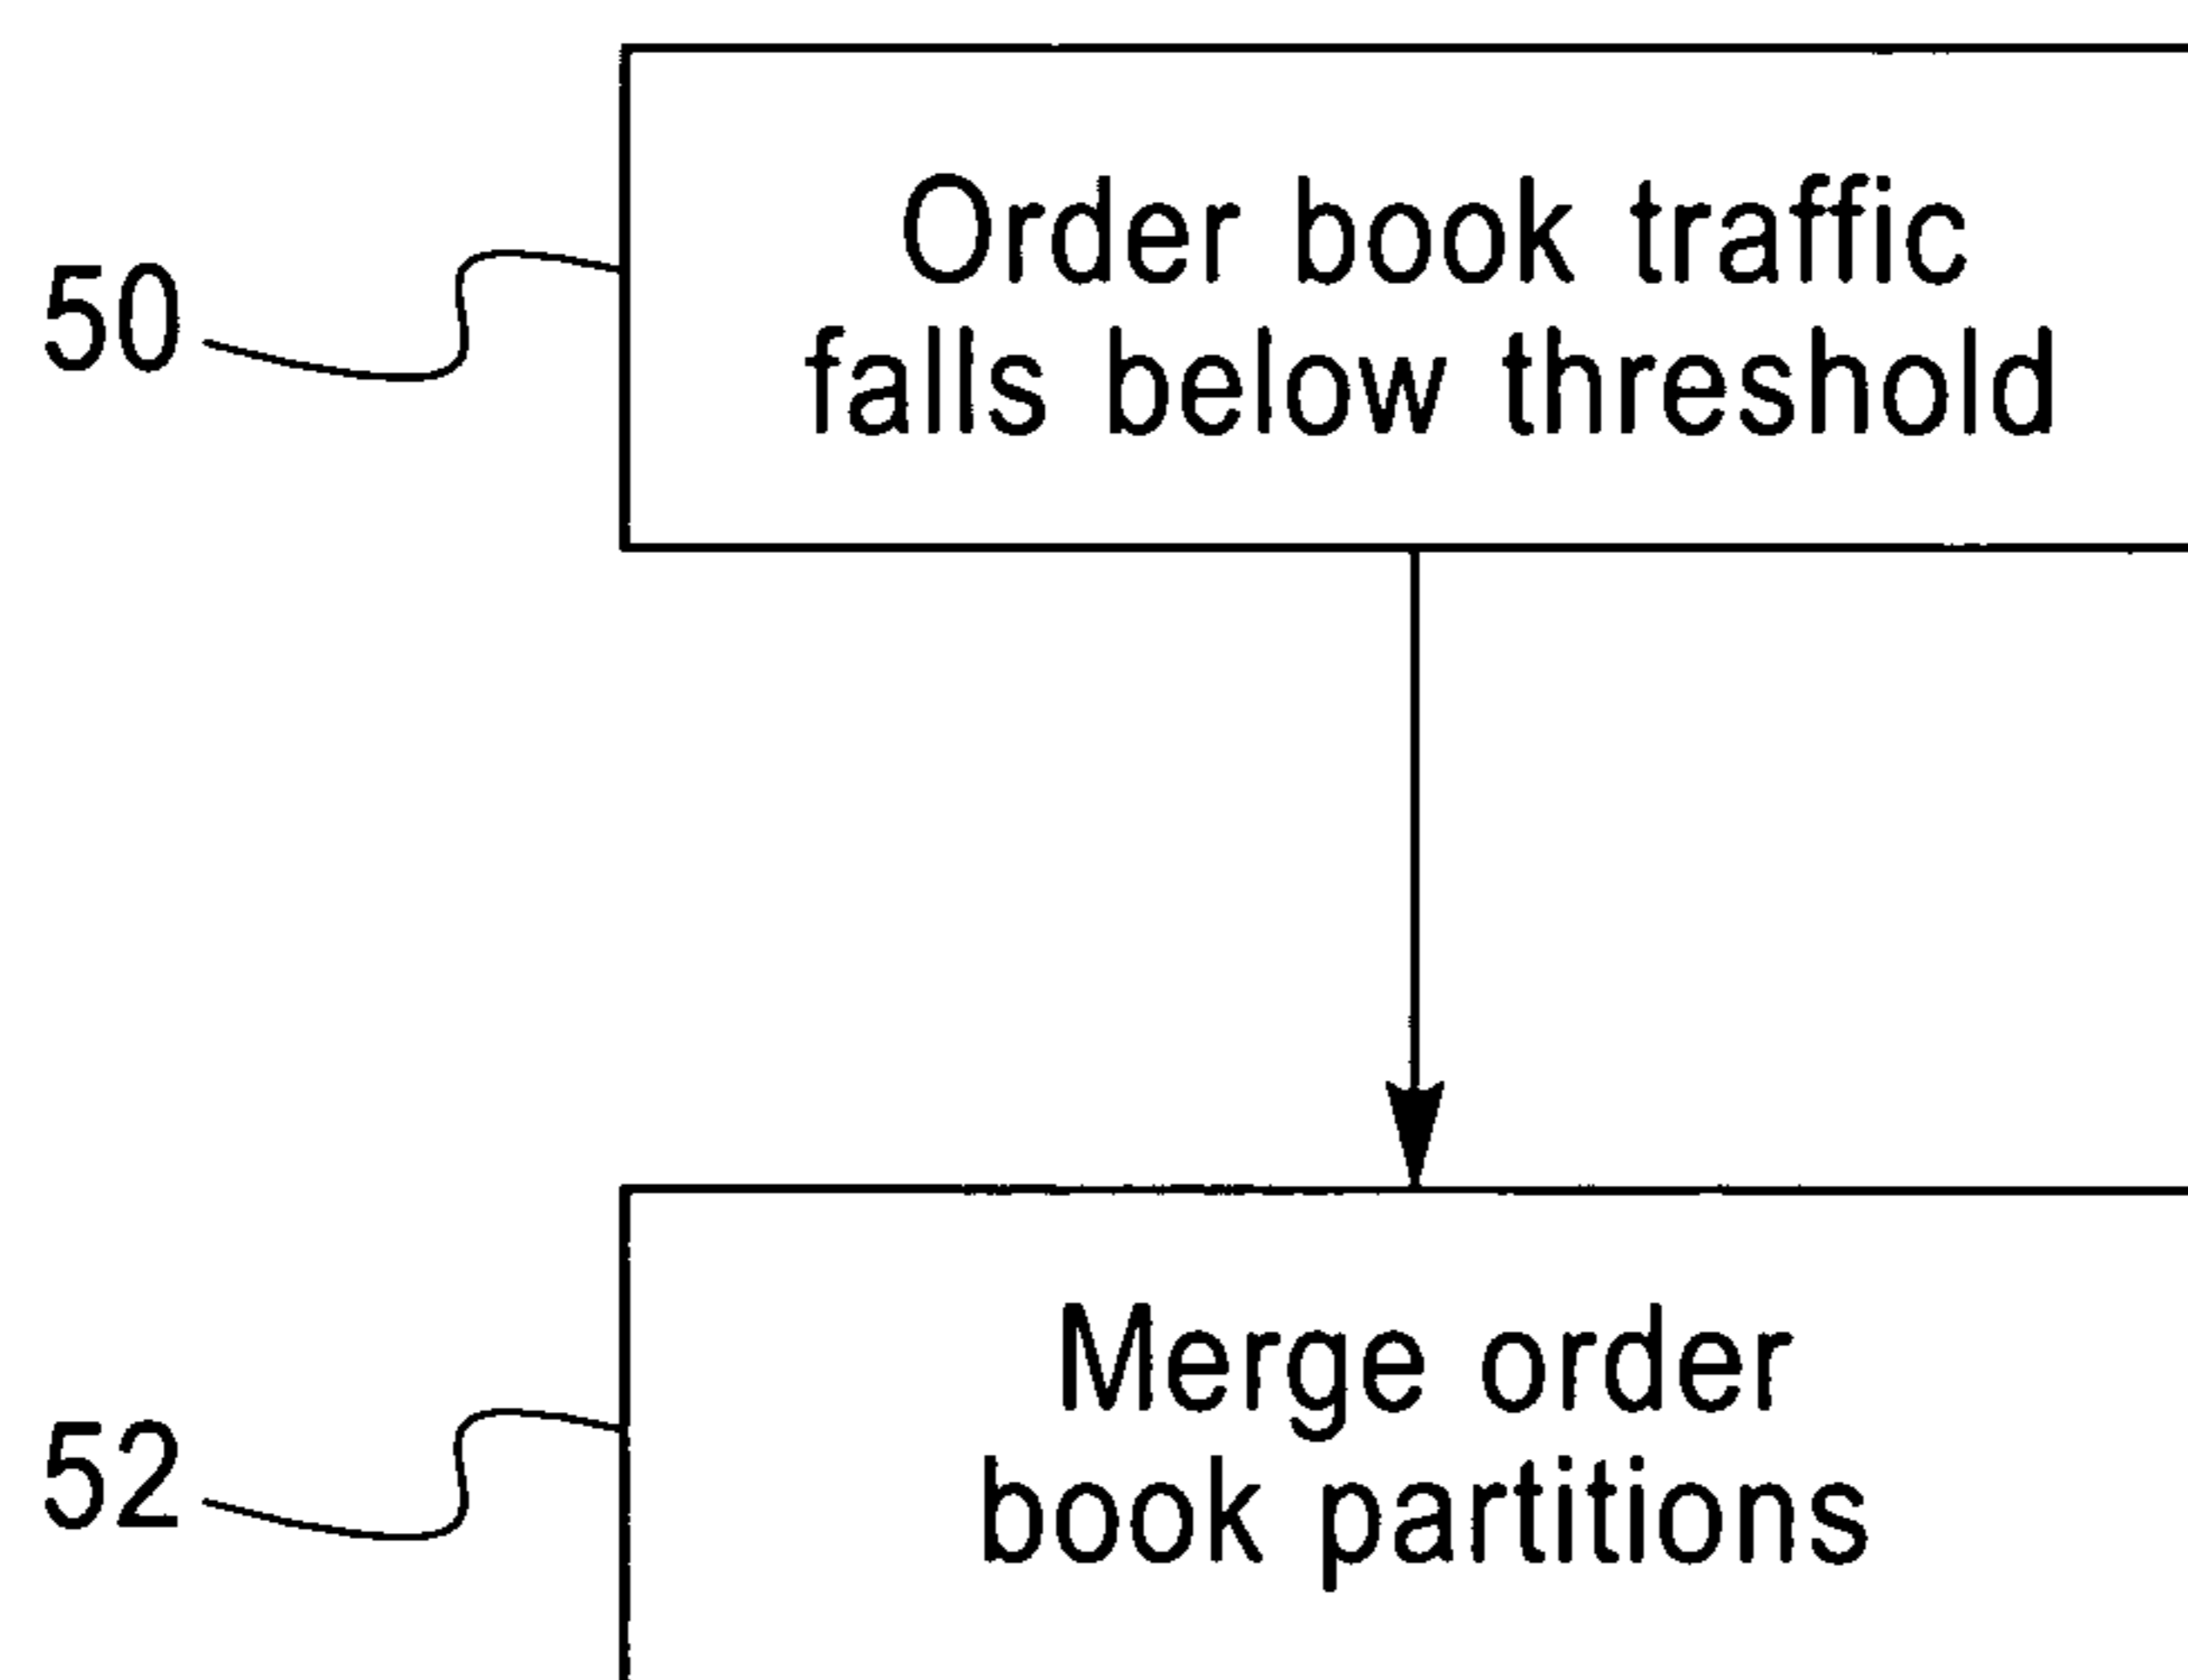 50
Order book traffic
falls below threshold
52
Merge order
book partitions